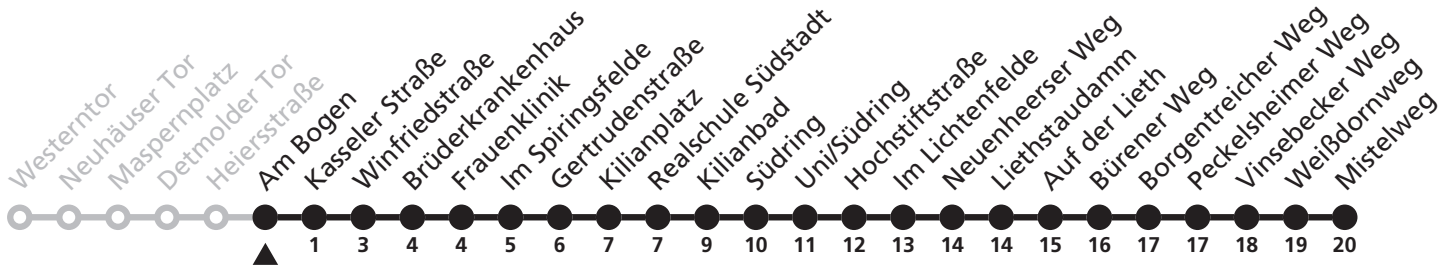 Westerntor
Neuhäuser Tor
Maspernplatz
Detmolder Tor
Heiersstraße
Am Bogen
Kasseler Straße
Winfriedstraße
Brüderkrankenhaus
Frauenklinik
Im Spiringsfelde
Gertrudenstraße
Kilianplatz
Realschule Südstadt
Kilianbad
Südring
Uni/Südring
Hochstiftstraße
Im Lichtenfelde
Neuenheerser Weg
Liethstaudamm
Auf der Lieth
Bürener Weg
Borgentreicher Weg
Peckelsheimer Weg
Vinsebecker Weg
Weißdornweg
Mistelweg
1 3 4 4 5 6 7 7 9 10 11 12 13 14 14 15 16 17 17 18 19 20